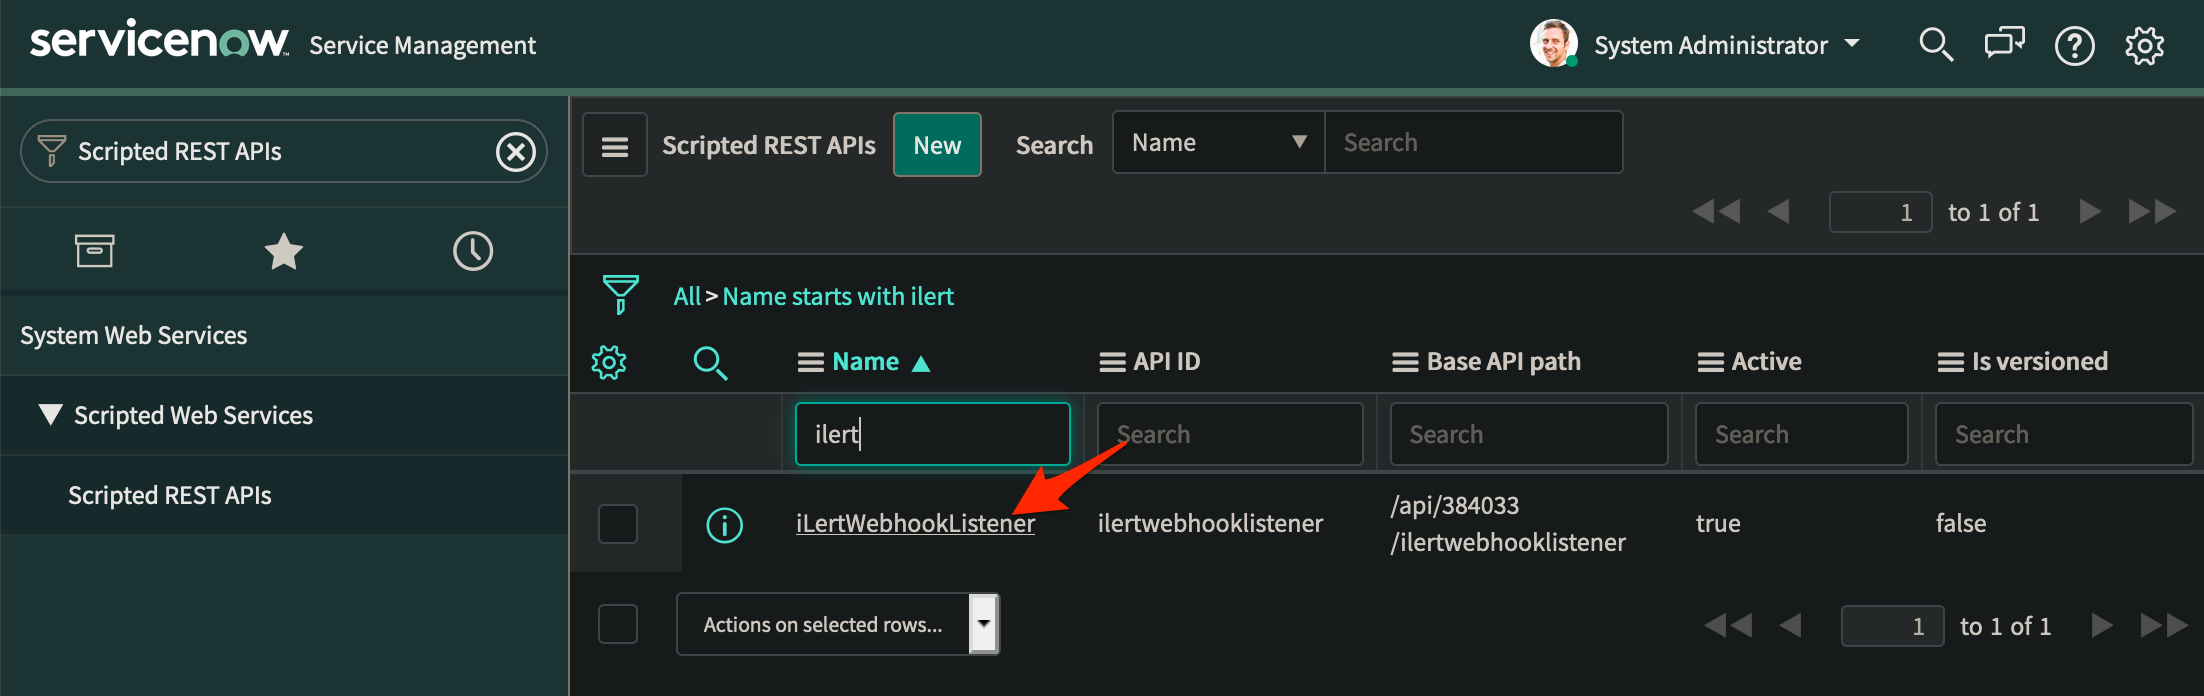 servicenow™ Service Management
System Administrator
Scripted REST APIs
System Web Services
Scripted Web Services
Scripted REST APIs
Scripted REST APIs New Search Name Search
1 to 1 of 1
All > Name starts with ilert
Name API ID Base API path Active Is versioned
ilert Search Search Search Search
iLertWebhookListener ilertwebhooklistener /api/384033 true false
/ilertwebhooklistener
Actions on selected rows...
1 to 1 of 1